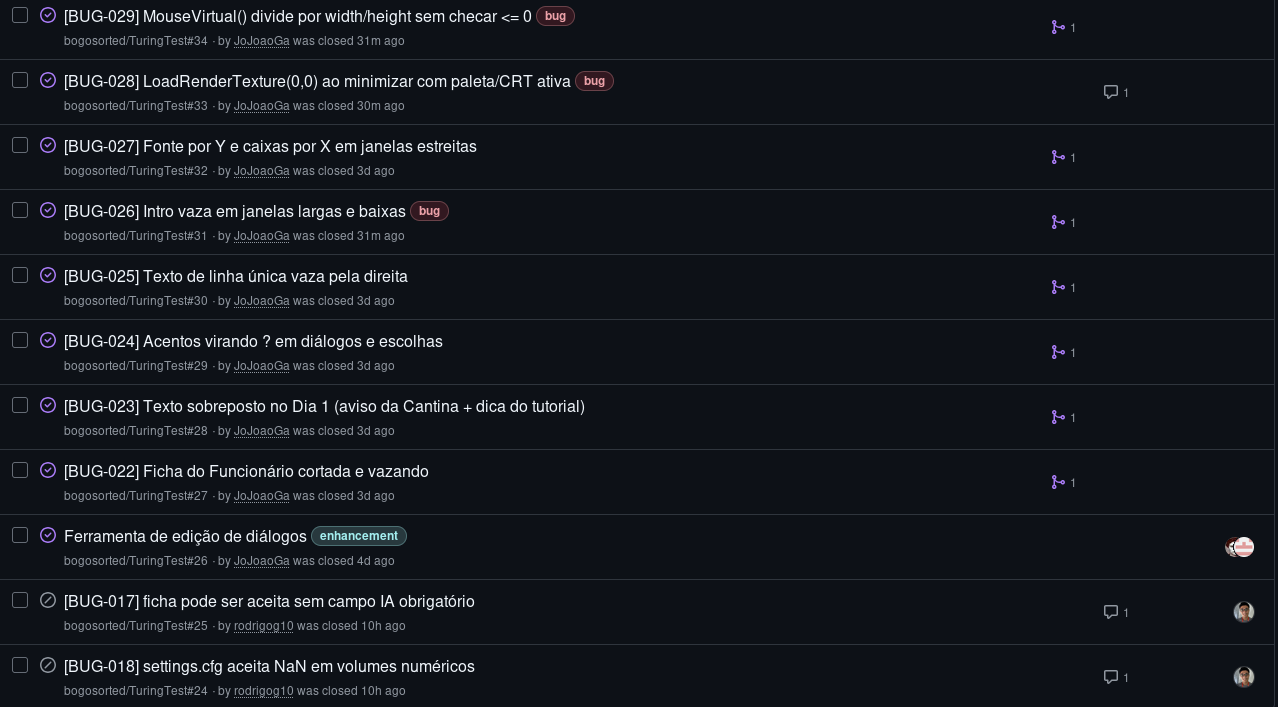 [BUG-029] MouseVirtual() divide por width/height sem checar <= 0 bug
1
bogosorted/TuringTest#34 · by JoJoaoGa was closed 31m ago
[BUG-028] LoadRenderTexture(0,0) ao minimizar com paleta/CRT ativa bug
1
bogosorted/TuringTest#33 · by JoJoaoGa was closed 30m ago
[BUG-027] Fonte por Y e caixas por X em janelas estreitas
1
bogosorted/TuringTest#32 · by JoJoaoGa was closed 3d ago
[BUG-026] Intro vaza em janelas largas e baixas bug
1
bogosorted/TuringTest#31 · by JoJoaoGa was closed 31m ago
[BUG-025] Texto de linha única vaza pela direita
1
bogosorted/TuringTest#30 · by JoJoaoGa was closed 3d ago
[BUG-024] Acentos virando ? em diálogos e escolhas
1
bogosorted/TuringTest#29 · by JoJoaoGa was closed 3d ago
[BUG-023] Texto sobreposto no Dia 1 (aviso da Cantina + dica do tutorial)
1
bogosorted/TuringTest#28 · by JoJoaoGa was closed 3d ago
[BUG-022] Ficha do Funcionário cortada e vazando
1
bogosorted/TuringTest#27 · by JoJoaoGa was closed 3d ago
Ferramenta de edição de diálogos enhancement
bogosorted/TuringTest#26 · by JoJoaoGa was closed 4d ago
[BUG-017] ficha pode ser aceita sem campo IA obrigatório
1
bogosorted/TuringTest#25 · by rodrigog10 was closed 10h ago
[BUG-018] settings.cfg aceita NaN em volumes numéricos
1
bogosorted/TuringTest#24 · by rodrigog10 was closed 10h ago